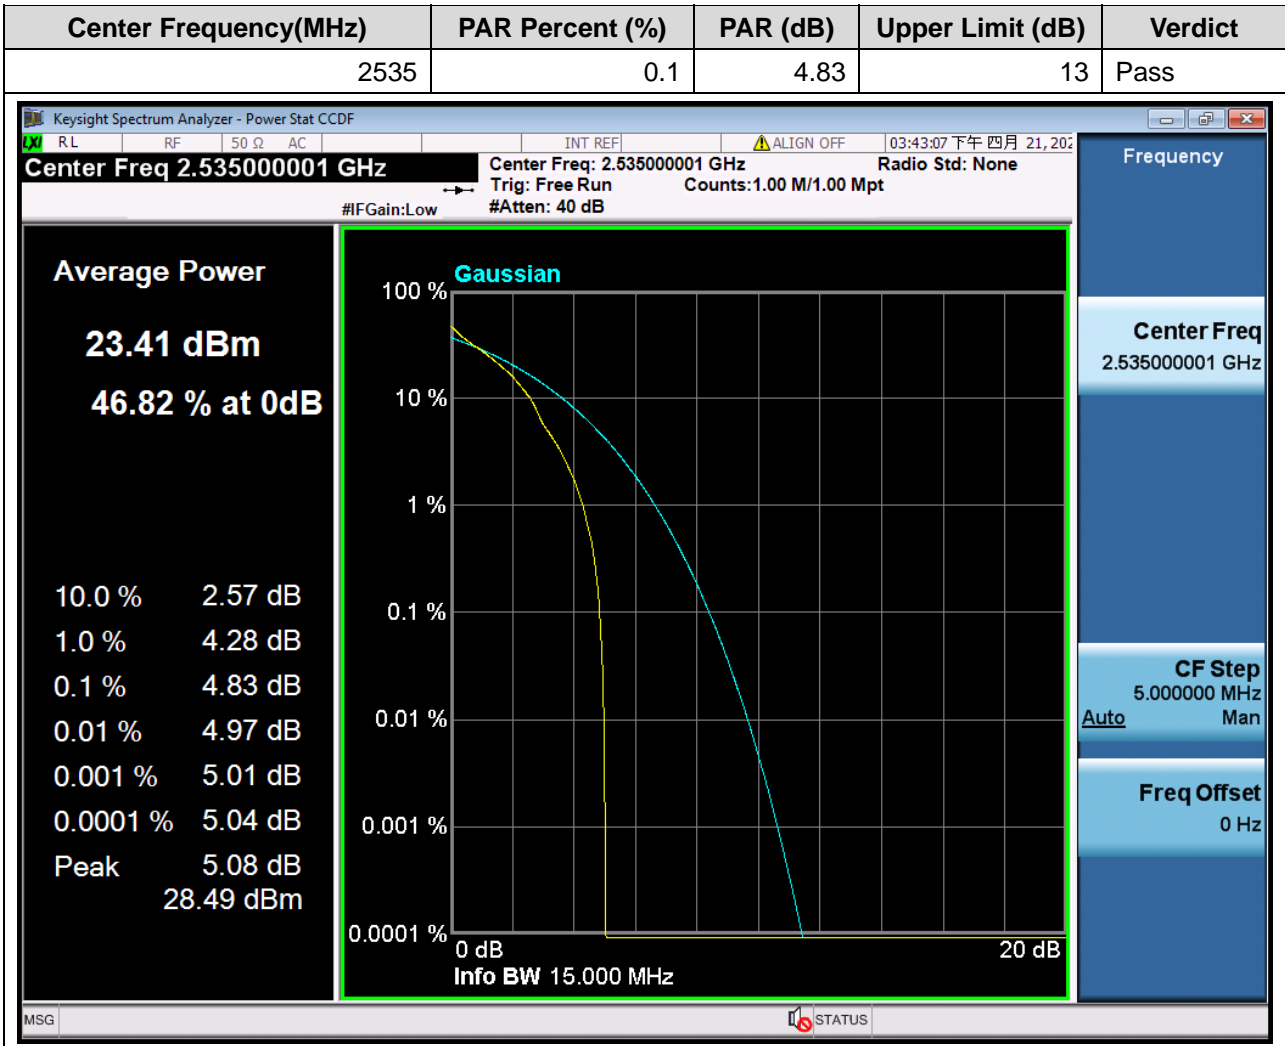 Center Frequency(MHz) PAR Percent (%) PAR (dB) Upper Limit (dB) Verdict
2535 0.1 4.83 13 Pass
Keysight Spectrum Analyzer - Power Stat CCDF
LXI RL RF 50 Ω AC INT REF ALIGN OFF 03:43:07 下午 四月 21, 202
Center Freq 2.535000001 GHz
Center Freq: 2.535000001 GHz Radio Std: None
Trig: Free Run Counts:1.00 M/1.00 Mpt
#IFGain:Low #Atten: 40 dB
Frequency
Average Power
23.41 dBm
46.82 % at 0dB
10.0 % 2.57 dB
1.0 % 4.28 dB
0.1 % 4.83 dB
0.01 % 4.97 dB
0.001 % 5.01 dB
0.0001 % 5.04 dB
Peak 5.08 dB
28.49 dBm
Gaussian
100 %
10 %
1 %
0.1 %
0.01 %
0.001 %
0.0001 %
0 dB 20 dB
Info BW 15.000 MHz
Center Freq
2.535000001 GHz
CF Step
5.000000 MHz
Auto Man
Freq Offset
0 Hz
MSG STATUS